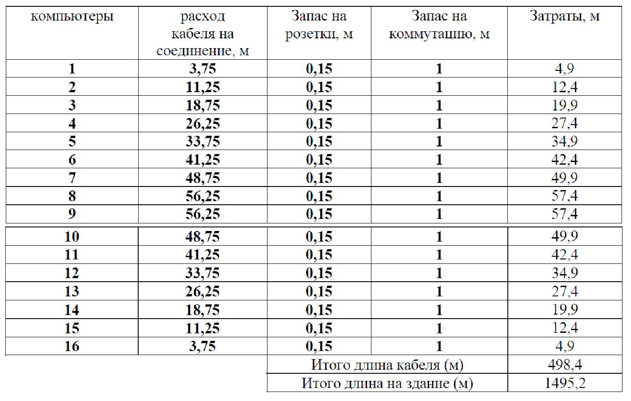 компьютеры расход кабеля на соединение, м Запас на розетки, м Запас на коммутацию, м Затраты, м
1 3,75 0,15 1 4,9
2 11,25 0,15 1 12,4
3 18,75 0,15 1 19,9
4 26,25 0,15 1 27,4
5 33,75 0,15 1 34,9
6 41,25 0,15 1 42,4
7 48,75 0,15 1 49,9
8 56,25 0,15 1 57,4
9 56,25 0,15 1 57,4
10 48,75 0,15 1 49,9
11 41,25 0,15 1 42,4
12 33,75 0,15 1 34,9
13 26,25 0,15 1 27,4
14 18,75 0,15 1 19,9
15 11,25 0,15 1 12,4
16 3,75 0,15 1 4,9
Итого длина кабеля (м) 498,4
Итого длина на здание (м) 1495,2